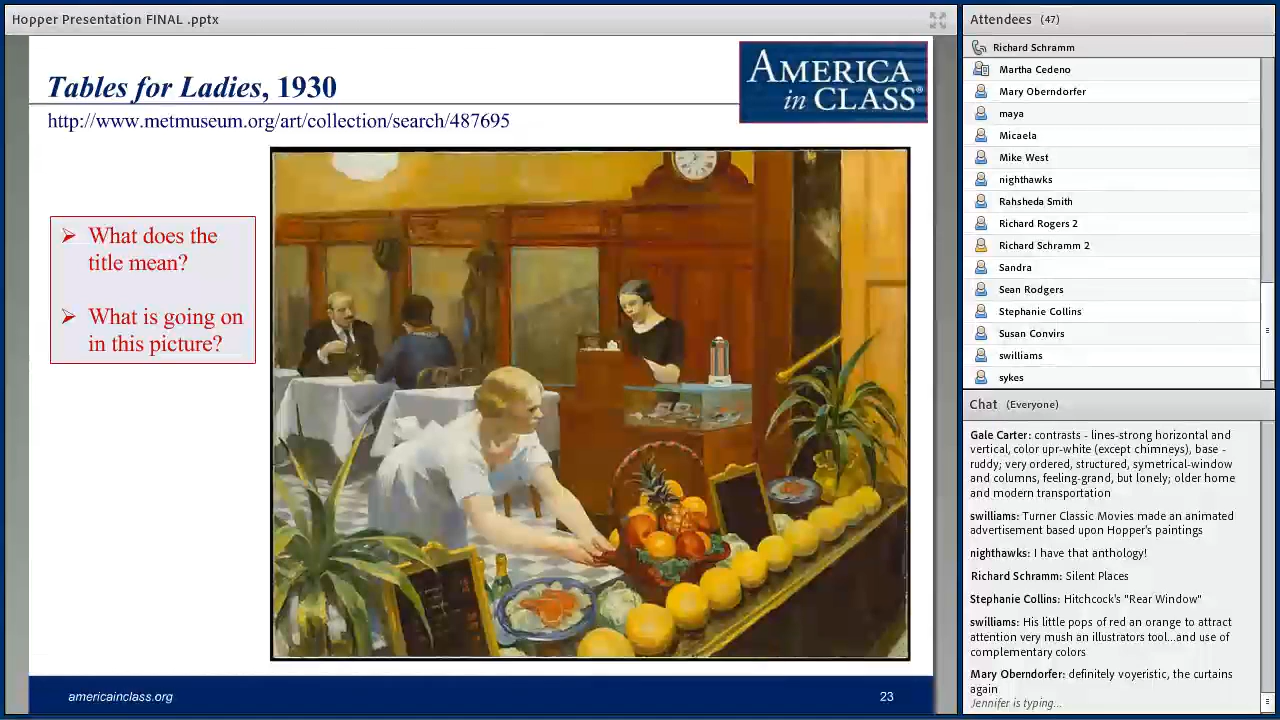 Hopper Presentation FINAL .pptx
Tables for Ladies, 1930
http://www.metmuseum.org/art/collection/search/487695
AMERICA
in CLASS®
➢ What does the
title mean?
➢ What is going on
in this picture?
americainclass.org
23
Attendees (47)
Richard Schramm
Martha Cedeno
Mary Oberndorfer
maya
Micaela
Mike West
nighthawks
Rahsheda Smith
Richard Rogers 2
Richard Schramm 2
Sandra
Sean Rodgers
Stephanie Collins
Susan Convirs
swilliams
sykes
Chat (Everyone)
Gale Carter: contrasts - lines-strong horizontal and
vertical, color upr-white (except chimneys), base -
ruddy; very ordered, structured, symetrical-window
and columns, feeling-grand, but lonely; older home
and modern transportation
swilliams: Turner Classic Movies made an animated
advertisement based upon Hopper's paintings
nighthawks: I have that anthology!
Richard Schramm: Silent Places
Stephanie Collins: Hitchcock's "Rear Window"
swilliams: His little pops of red an orange to attract
attention very mush an illustrators tool...and use of
complementary colors
Mary Oberndorfer: definitely voyeristic, the curtains
again
Jennifer is typing...